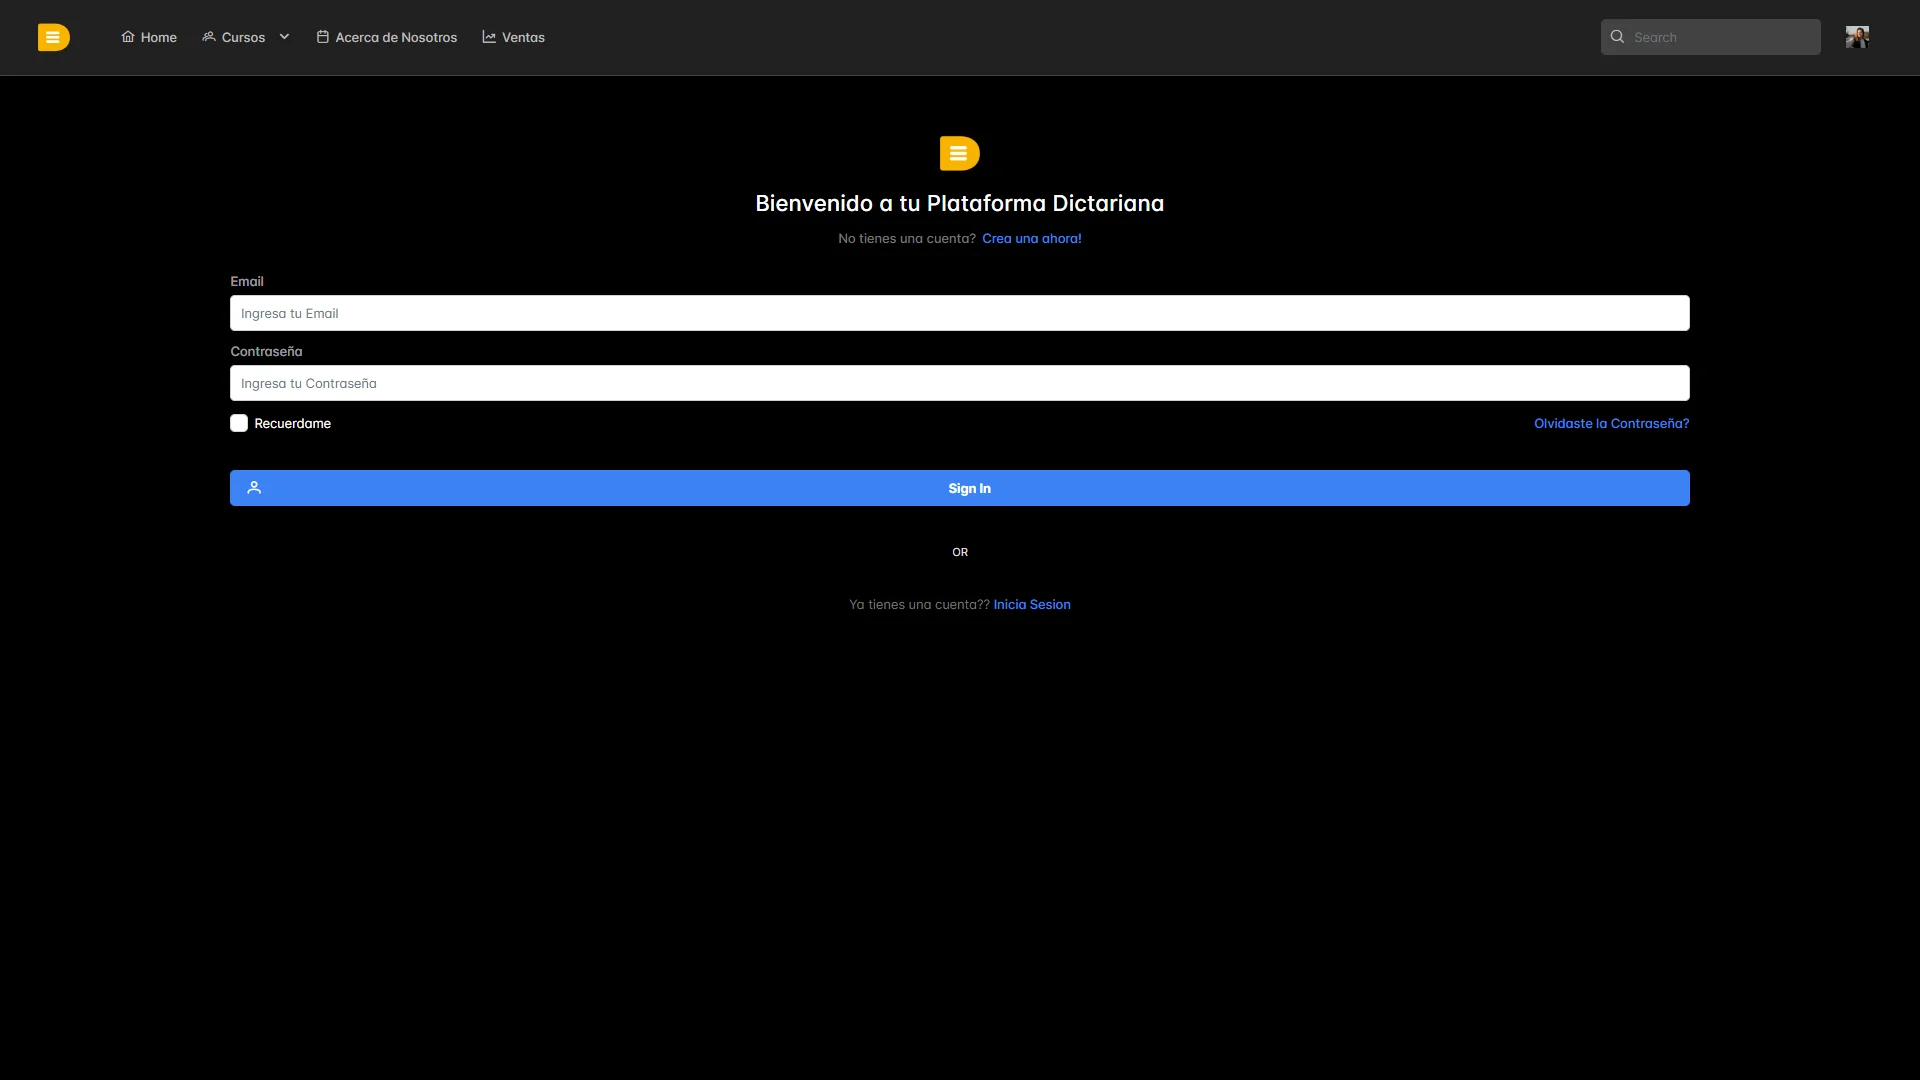 Home Cursos Acerca de Nosotros Ventas Search
Bienvenido a tu Plataforma Dictariana
No tienes una cuenta? Crea una ahora!
Email
Ingresa tu Email
Contraseña
Ingresa tu Contraseña
Recuerdame Olvidaste la Contraseña?
Sign In
OR
Ya tienes una cuenta?? Inicia Sesion